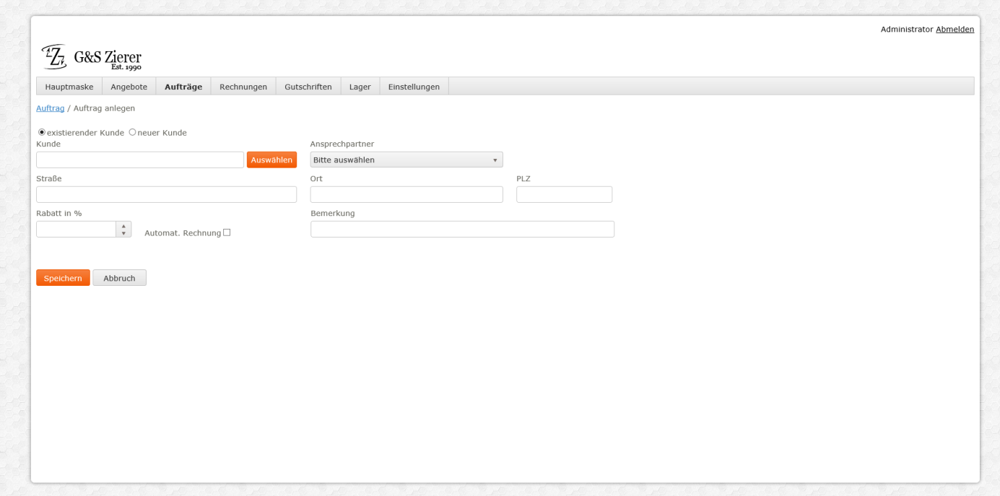 Administrator Abmelden
G&S Zierer
Est. 1990
Hauptmaske Angebote Aufträge Rechnungen Gutschriften Lager Einstellungen
Auftrag / Auftrag anlegen
existierender Kunde neuer Kunde
Kunde Ansprechpartner
Auswählen Bitte auswählen
Straße Ort PLZ
Rabatt in % Bemerkung
Automat. Rechnung
Speichern Abbruch